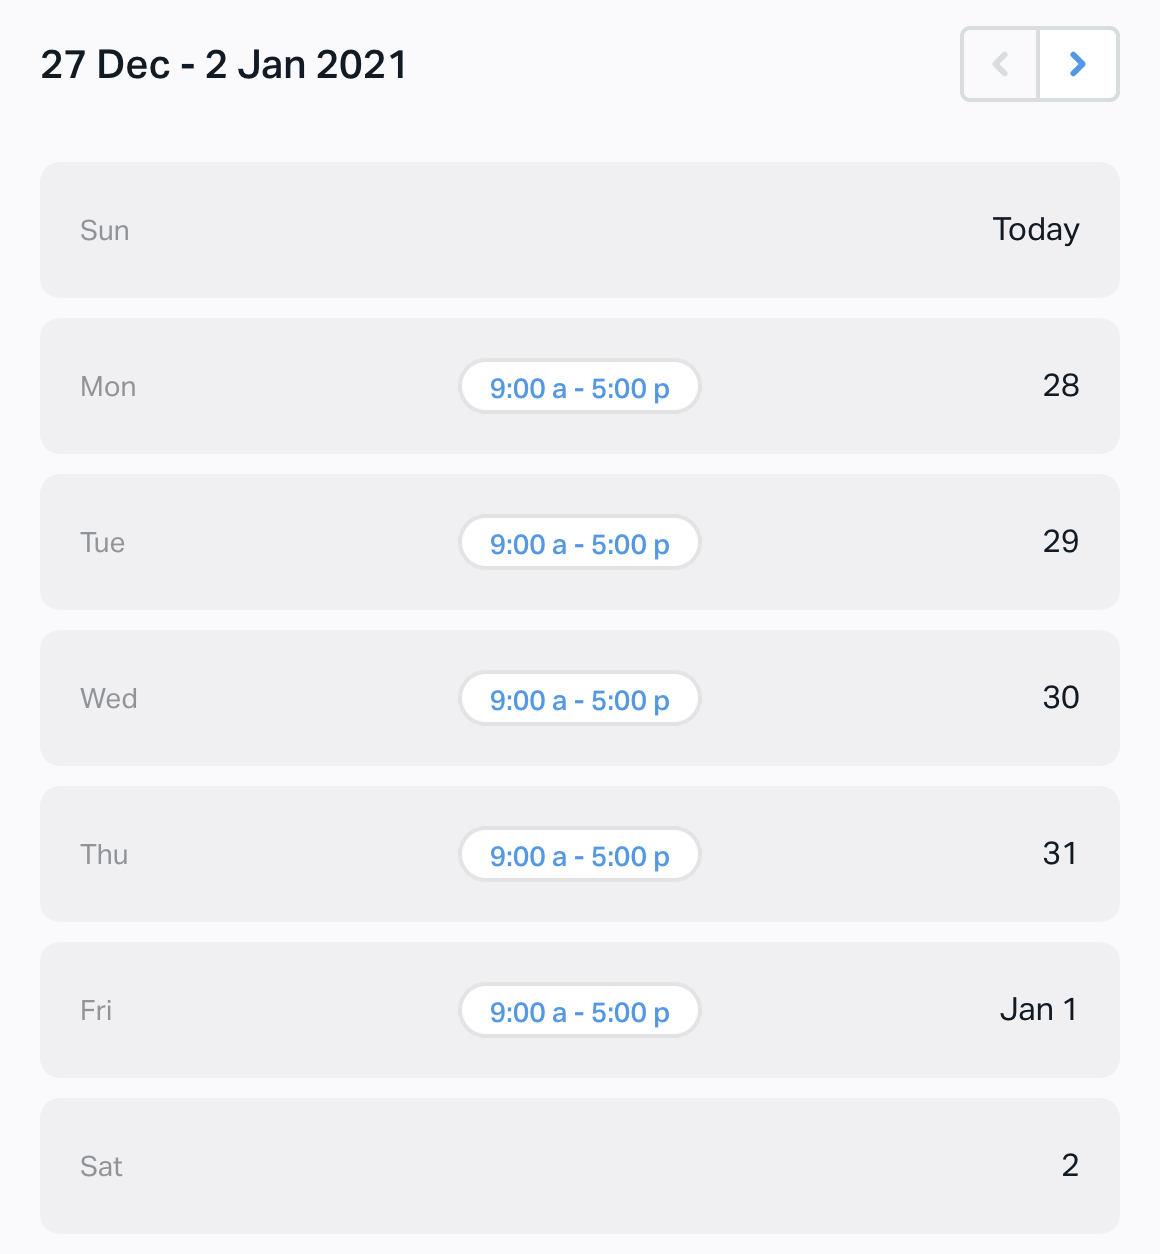 27 Dec - 2 Jan 2021
Sun Today
Mon 9:00 a - 5:00 p 28
Tue 9:00 a - 5:00 p 29
Wed 9:00 a - 5:00 p 30
Thu 9:00 a - 5:00 p 31
Fri 9:00 a - 5:00 p Jan 1
Sat 2